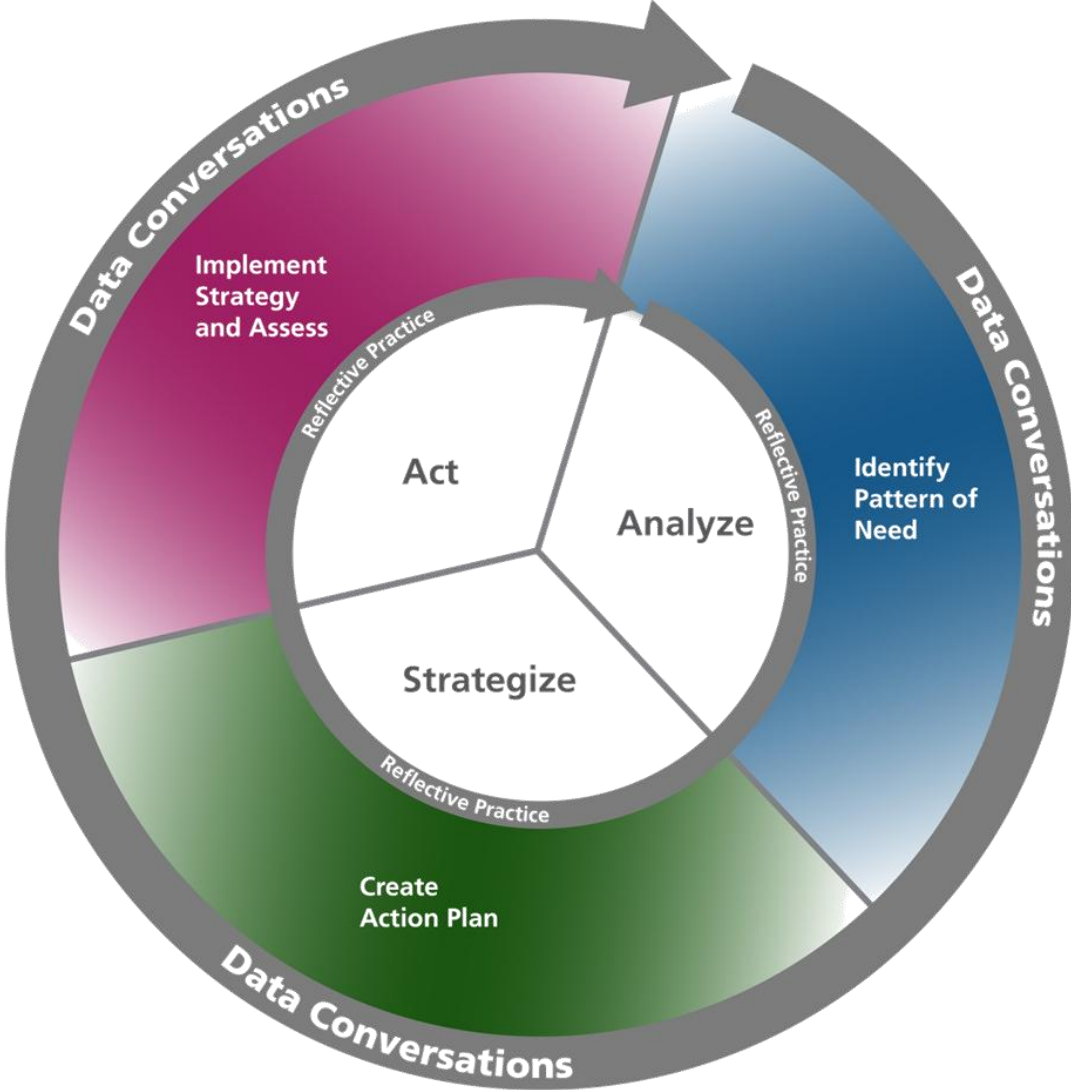 Data Conversations
Implement
Strategy
and Assess
Reflective Practice
Act
Data Conversations
Identify
Pattern of
Need
Reflective Practice
Analyze
Strategize
Reflective Practice
Create
Action Plan
Data Conversations